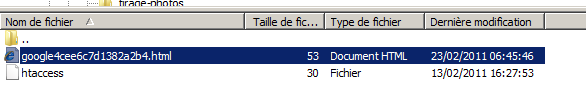 tirage-photos
Nom de fichier Taille de fic... Type de fichier Dernière modification
..
google4cee6c7d1382a2b4.html 53 Document HTML 23/02/2011 06:45:46
htaccess 30 Fichier 13/02/2011 16:27:53